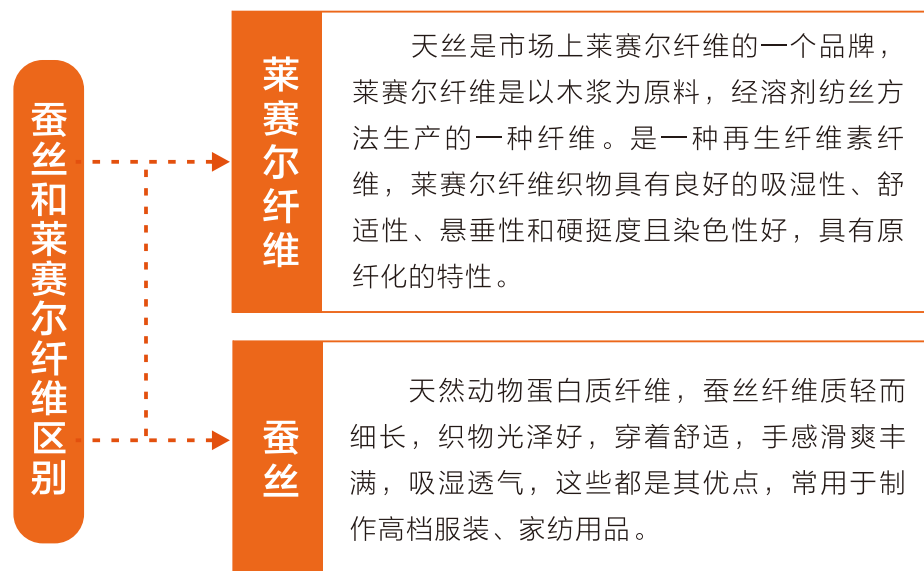 蚕丝和莱赛尔纤维区别
莱赛尔纤维
天丝是市场上莱赛尔纤维的一个品牌，
莱赛尔纤维是以木浆为原料，经溶剂纺丝方
法生产的一种纤维。是一种再生纤维素纤
维，莱赛尔纤维织物具有良好的吸湿性、舒
适性、悬垂性和硬挺度且染色性好，具有原
纤化的特性。
蚕丝
天然动物蛋白质纤维，蚕丝纤维质轻而
细长，织物光泽好，穿着舒适，手感滑爽丰
满，吸湿透气，这些都是其优点，常用于制
作高档服装、家纺用品。